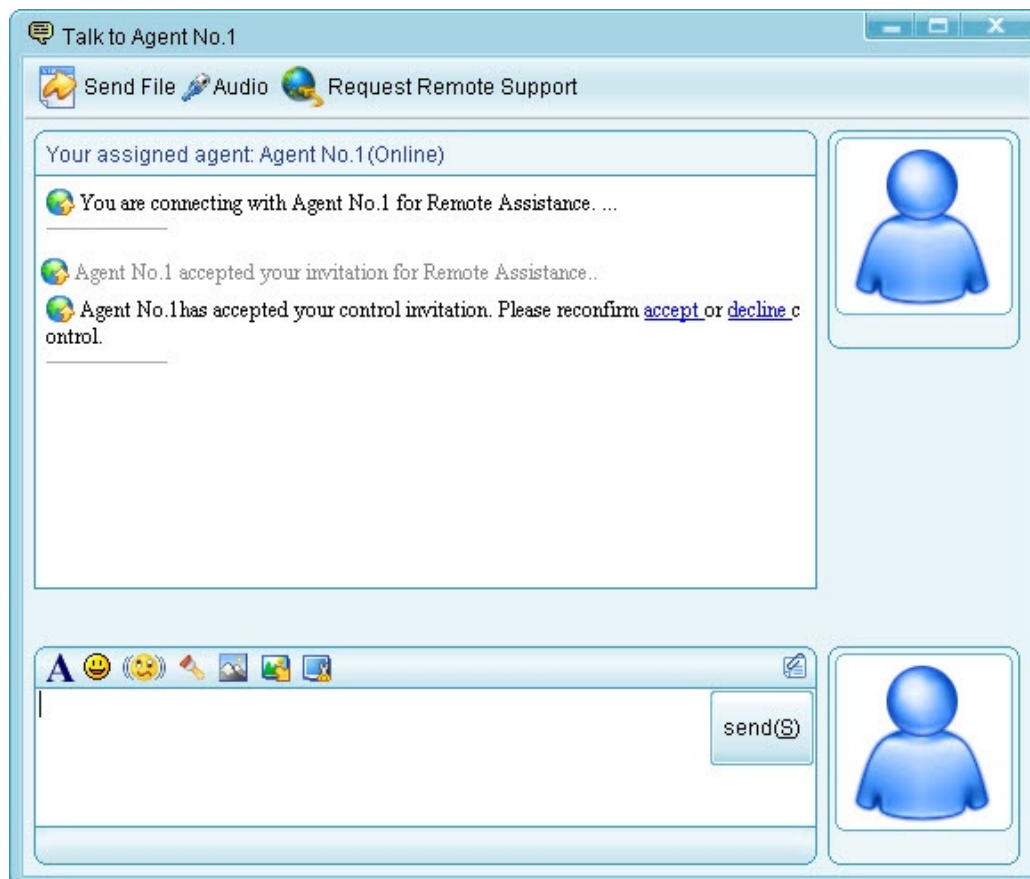 Talk to Agent No.1
Send File Audio Request Remote Support
Your assigned agent: Agent No.1(Online)
You are connecting with Agent No.1 for Remote Assistance. ...
Agent No.1 accepted your invitation for Remote Assistance..
Agent No.1has accepted your control invitation. Please reconfirm accept or decline c
ontrol.
A
send(S)